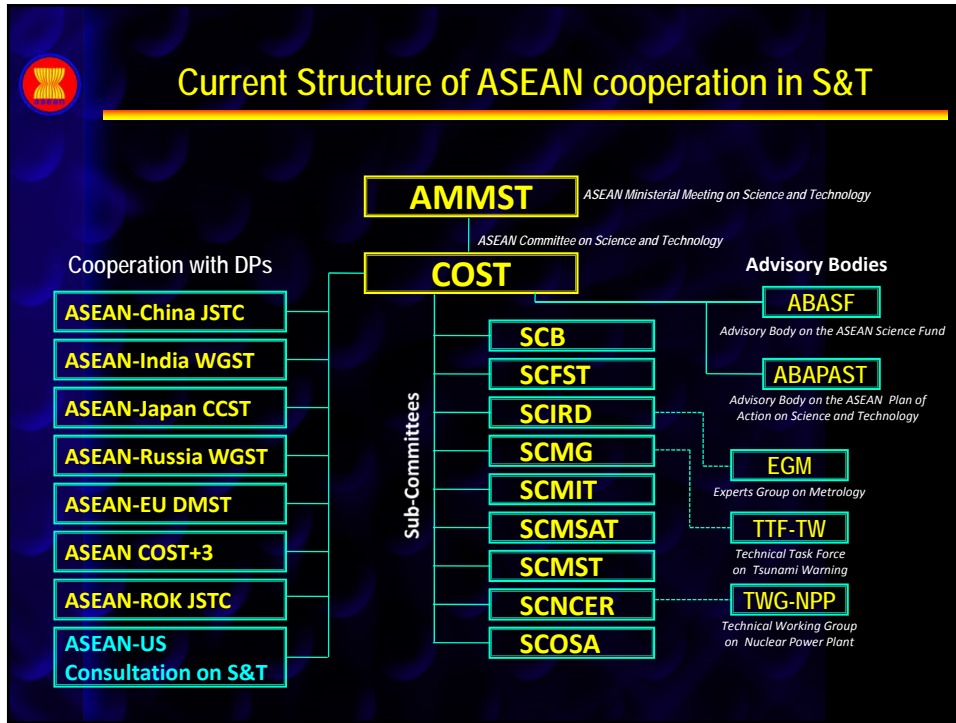 asean
Current Structure of ASEAN cooperation in S&T
AMMST
ASEAN Ministerial Meeting on Science and Technology
ASEAN Committee on Science and Technology
COST
Cooperation with DPs
ASEAN-China JSTC
ASEAN-India WGST
ASEAN-Japan CCST
ASEAN-Russia WGST
ASEAN-EU DMST
ASEAN COST+3
ASEAN-ROK JSTC
ASEAN-US
Consultation on S&T
Sub-Committees
SCB
SCFST
SCIRD
SCMG
SCMIT
SCMSAT
SCMST
SCNCER
SCOSA
Advisory Bodies
ABASF
Advisory Body on the ASEAN Science Fund
ABAPAST
Advisory Body on the ASEAN Plan of
Action on Science and Technology
EGM
Experts Group on Metrology
TTF-TW
Technical Task Force
on Tsunami Warning
TWG-NPP
Technical Working Group
on Nuclear Power Plant